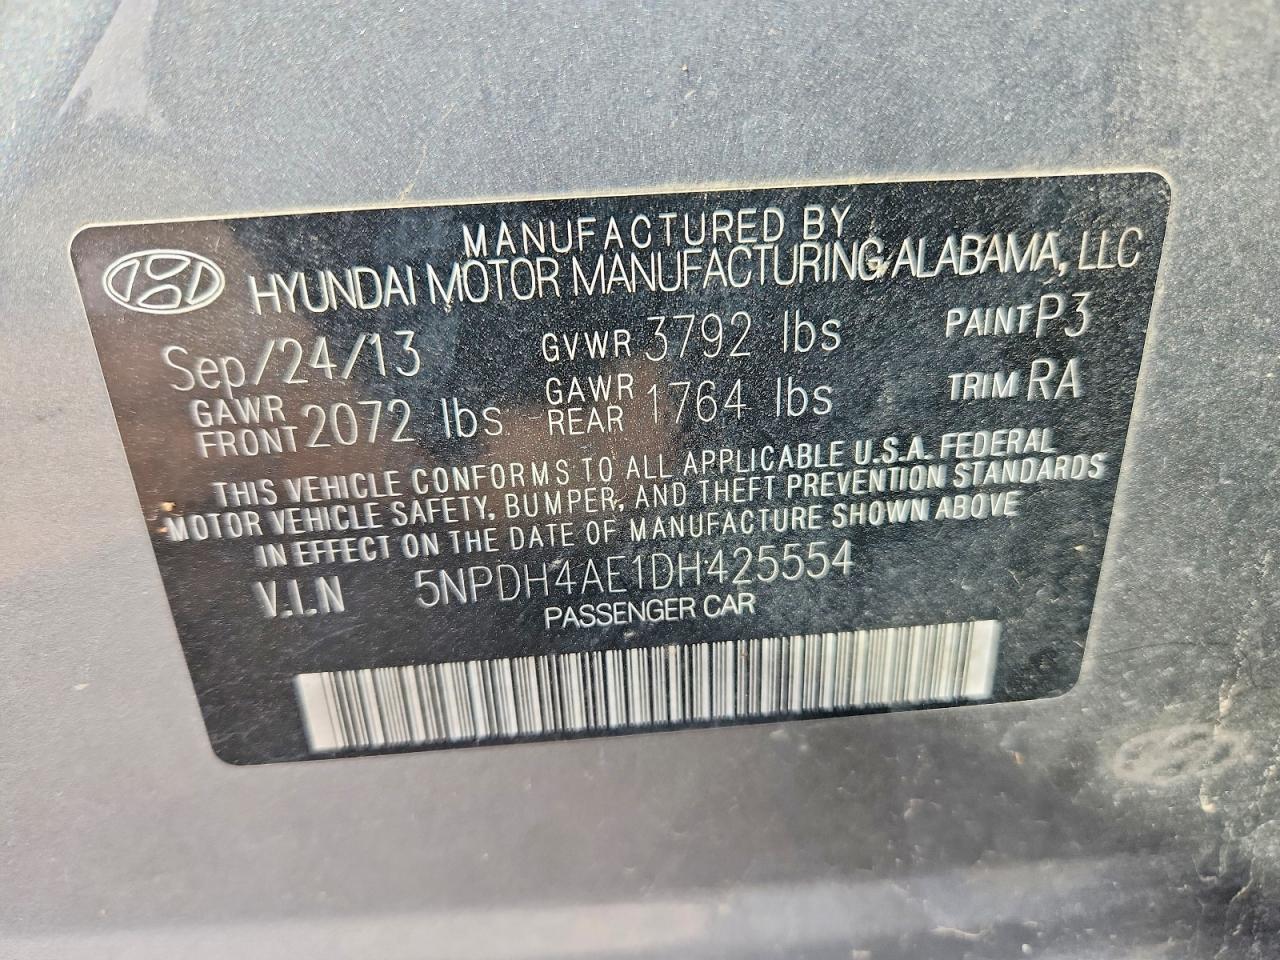 MANUFACTURED BY
HYUNDAI MOTOR MANUFACTURING ALABAMA, LLC
Sep/24/13 GVWR 3792 lbs PAINT P3
GAWR FRONT 2072 lbs GAWR REAR 1764 lbs TRIM RA
THIS VEHICLE CONFORMS TO ALL APPLICABLE U.S.A. FEDERAL
MOTOR VEHICLE SAFETY, BUMPER, AND THEFT PREVENTION STANDARDS
IN EFFECT ON THE DATE OF MANUFACTURE SHOWN ABOVE
V.I.N 5NPDH4AE1DH425554
PASSENGER CAR